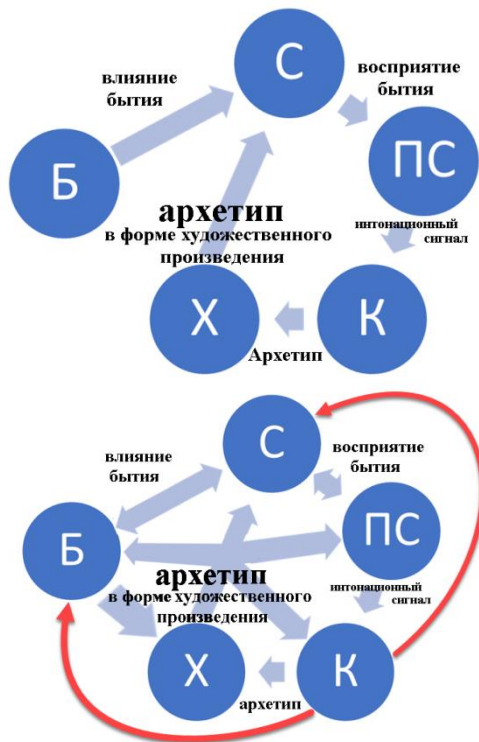 С
влияние
бытия
восприятие
бытия
Б
ПС
архетип
в форме художественного
произведения
интонационный
сигнал
Х
К
Архетип
С
влияние
бытия
восприятие
бытия
Б
ПС
архетип
в форме художественного
произведения
интонационный
сигнал
Х
К
архетип